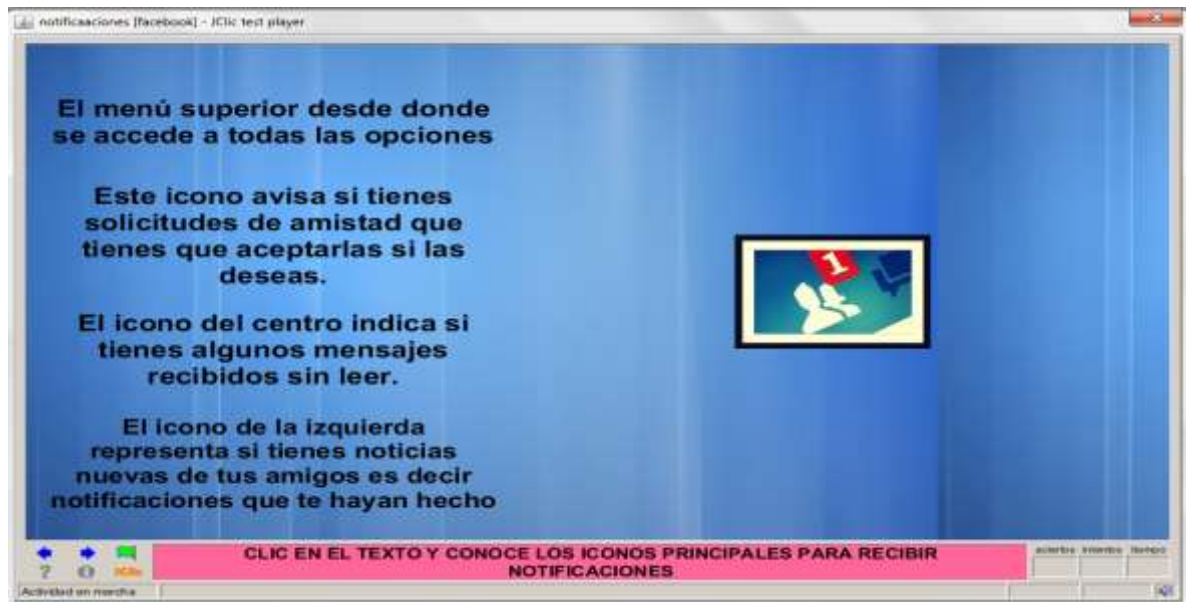 notificaaciones [facebook] - JClic test player
El menú superior desde donde
se accede a todas las opciones
Este icono avisa si tienes
solicitudes de amistad que
tienes que aceptarlas si las
deseas.
El icono del centro indica si
tienes algunos mensajes
recibidos sin leer.
El icono de la izquierda
representa si tienes noticias
nuevas de tus amigos es decir
notificaciones que te hayan hecho
1
CLIC EN EL TEXTO Y CONOCE LOS ICONOS PRINCIPALES PARA RECIBIR
NOTIFICACIONES
aciertos intentos tiempo
JClic
Actividad en marcha